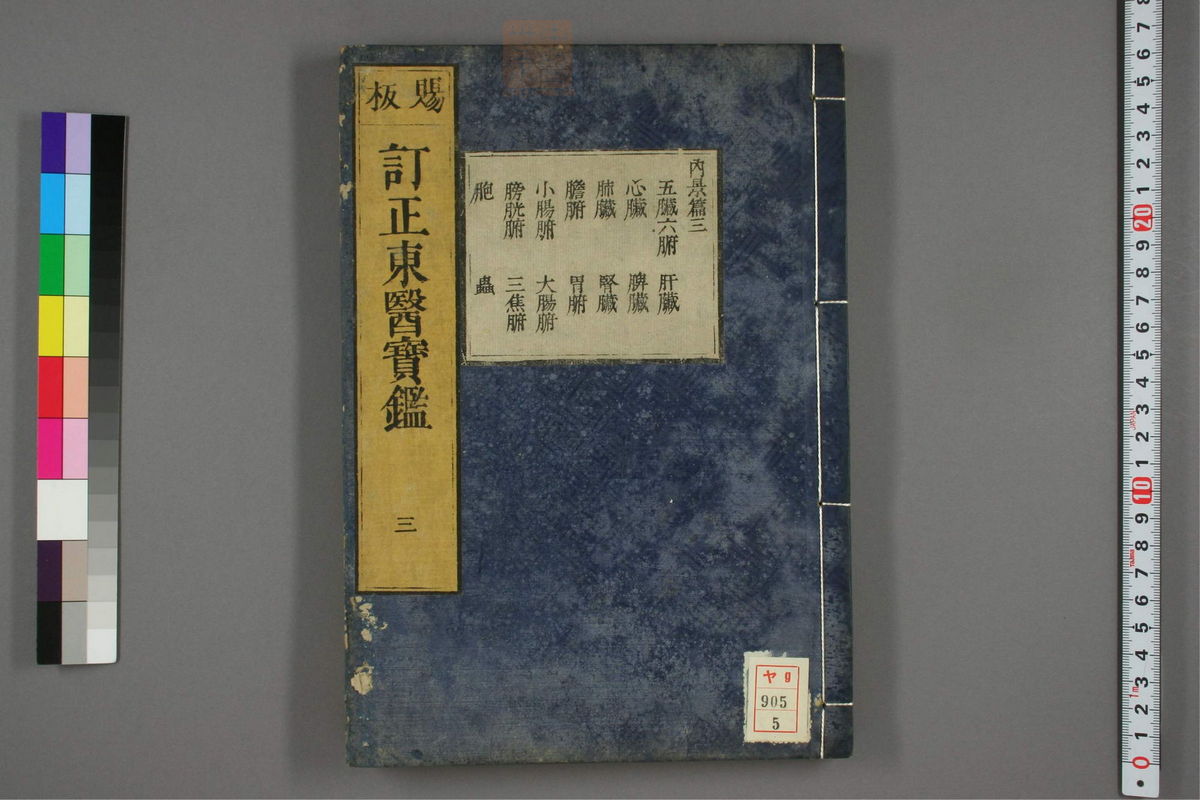 賜板
訂正東醫寶鑑
三
內景篇三
五臟六腑 肝臟
心臟 脾臟
肺臟 腎臟
膽腑 胃腑
小腸腑 大腸腑
膀胱腑 三焦腑
胞 蟲
ヤ9
905
5